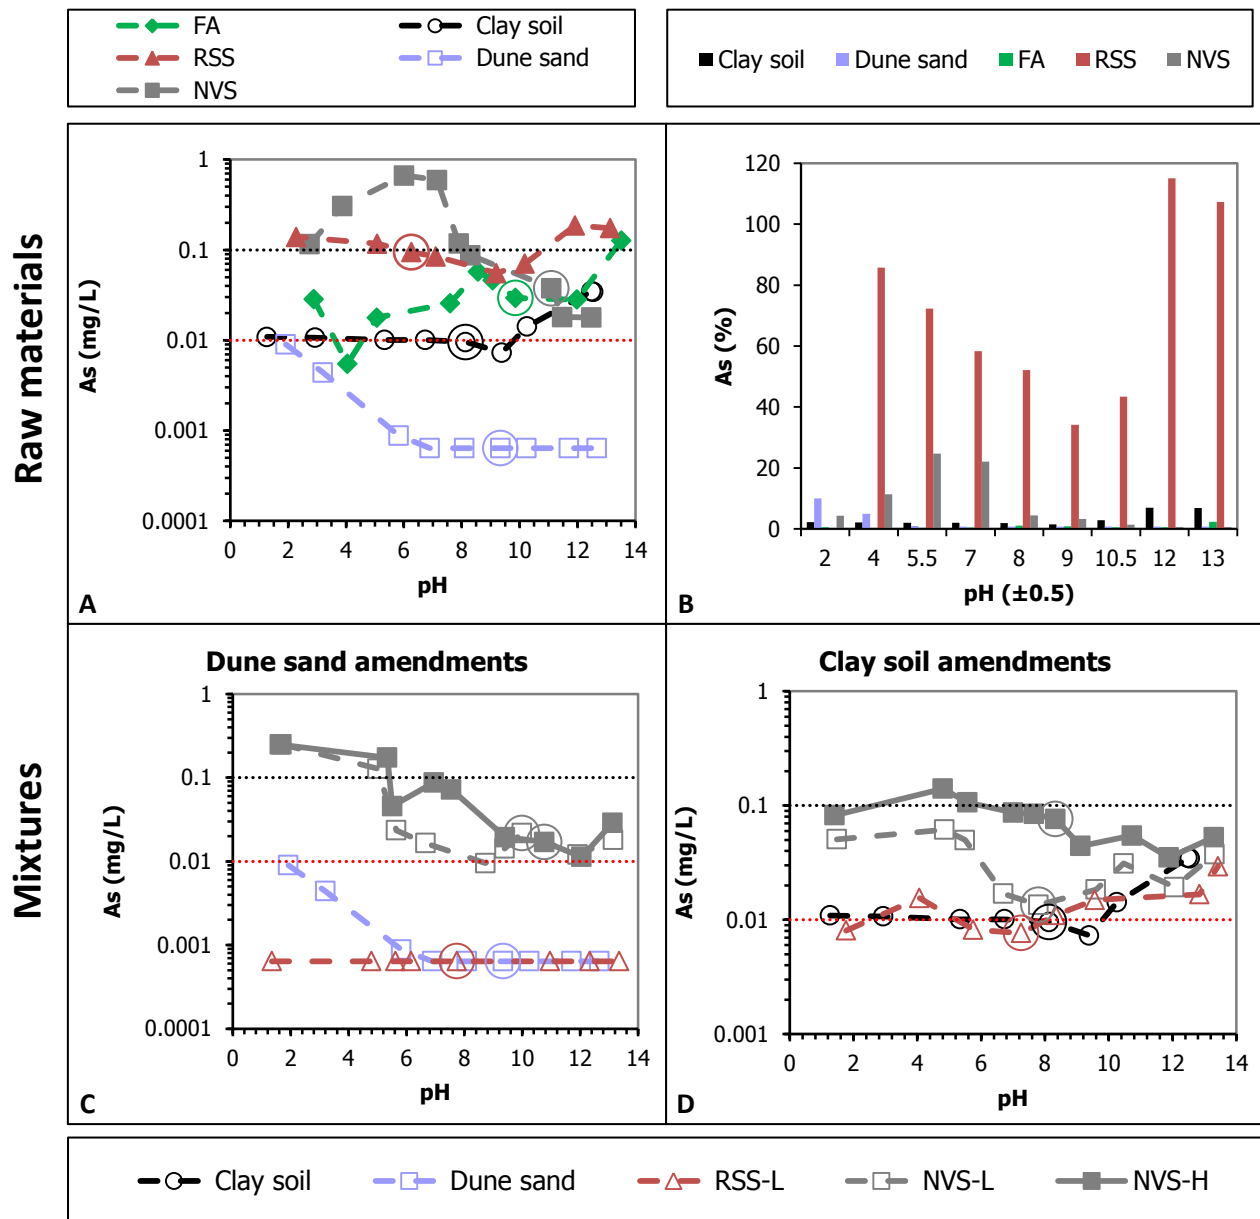 FA
Clay soil
RSS
Dune sand
NVS
Clay soil Dune sand FA RSS NVS
Raw materials
1
0.1
0.01
0.001
0.0001
As (mg/L)
0 2 4 6 8 10 12 14
pH
A
120
100
80
60
40
20
0
As (%)
2 4 5.5 7 8 9 10.5 12 13
pH (±0.5)
B
Mixtures
Dune sand amendments
1
0.1
0.01
0.001
0.0001
As (mg/L)
0 2 4 6 8 10 12 14
pH
C
Clay soil amendments
1
0.1
0.01
0.001
As (mg/L)
0 2 4 6 8 10 12 14
pH
D
Clay soil Dune sand RSS-L NVS-L NVS-H